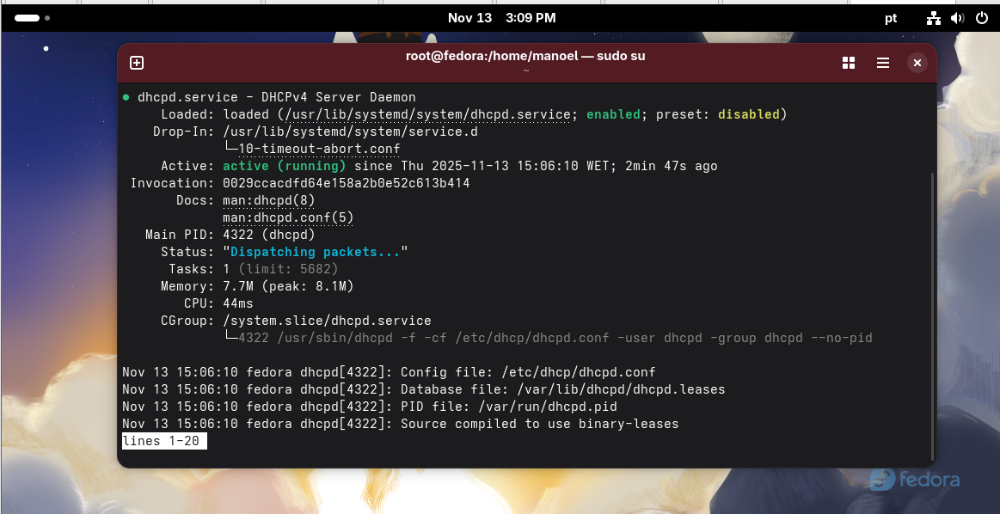 Nov 13 3:09 PM
pt
root@fedora:/home/manoel — sudo su
~
● dhcpd.service - DHCPv4 Server Daemon
Loaded: loaded (/usr/lib/systemd/system/dhcpd.service; enabled; preset: disabled)
Drop-In: /usr/lib/systemd/system/service.d
└─10-timeout-abort.conf
Active: active (running) since Thu 2025-11-13 15:06:10 WET; 2min 47s ago
Invocation: 0029ccacdfd64e158a2b0e52c613b414
Docs: man:dhcpd(8)
man:dhcpd.conf(5)
Main PID: 4322 (dhcpd)
Status: "Dispatching packets..."
Tasks: 1 (limit: 5682)
Memory: 7.7M (peak: 8.1M)
CPU: 44ms
CGroup: /system.slice/dhcpd.service
└─4322 /usr/sbin/dhcpd -f -cf /etc/dhcp/dhcpd.conf -user dhcpd -group dhcpd --no-pid
Nov 13 15:06:10 fedora dhcpd[4322]: Config file: /etc/dhcp/dhcpd.conf
Nov 13 15:06:10 fedora dhcpd[4322]: Database file: /var/lib/dhcpd/dhcpd.leases
Nov 13 15:06:10 fedora dhcpd[4322]: PID file: /var/run/dhcpd.pid
Nov 13 15:06:10 fedora dhcpd[4322]: Source compiled to use binary-leases
lines 1-20
fedora